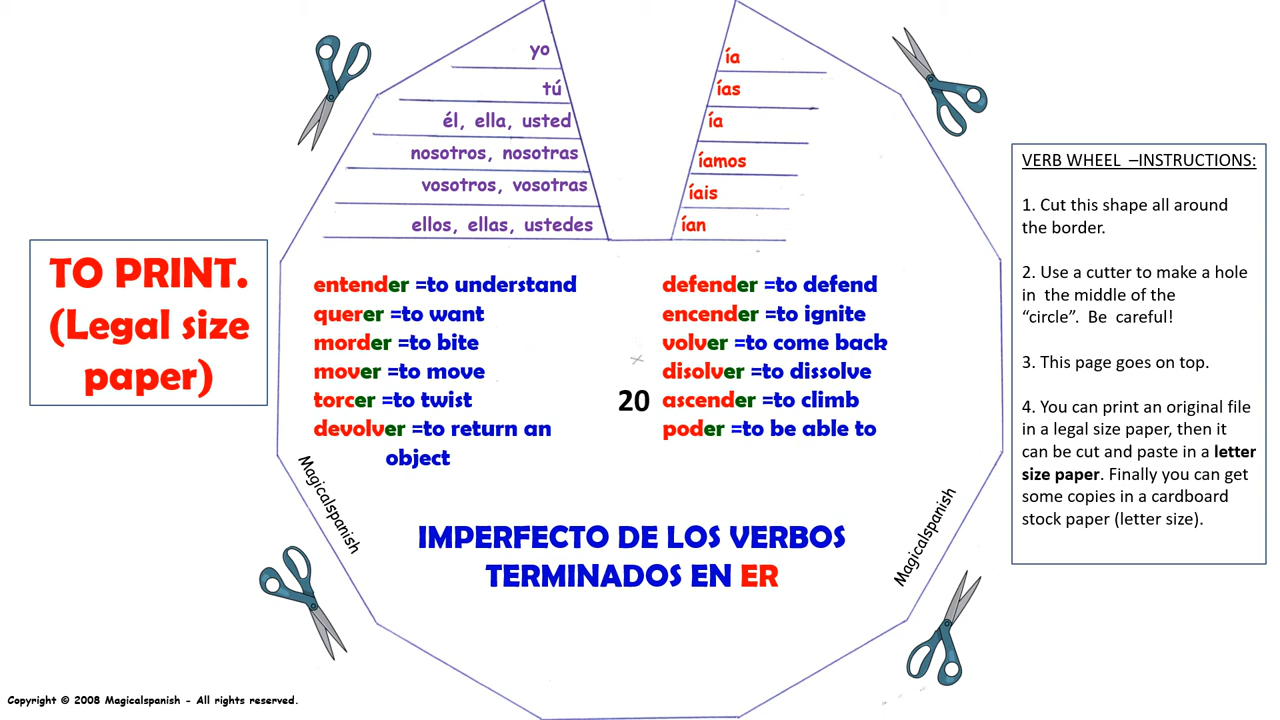 yo
tú
él, ella, usted
nosotros, nosotras
vosotros, vosotras
ellos, ellas, ustedes
ía
ías
ía
íamos
íais
ían
TO PRINT.
(Legal size
paper)
entender =to understand
querer =to want
morder =to bite
mover =to move
torcer =to twist
devolver =to return an
object
20
defender =to defend
encender =to ignite
volver =to come back
disolver =to dissolve
ascender =to climb
poder =to be able to
Magicalspanish
Magicalspanish
IMPERFECTO DE LOS VERBOS
TERMINADOS EN ER
VERB WHEEL –INSTRUCTIONS:
1. Cut this shape all around
the border.
2. Use a cutter to make a hole
in the middle of the
“circle”. Be careful!
3. This page goes on top.
4. You can print an original file
in a legal size paper, then it
can be cut and paste in a letter
size paper. Finally you can get
some copies in a cardboard
stock paper (letter size).
Copyright © 2008 Magicalspanish - All rights reserved.